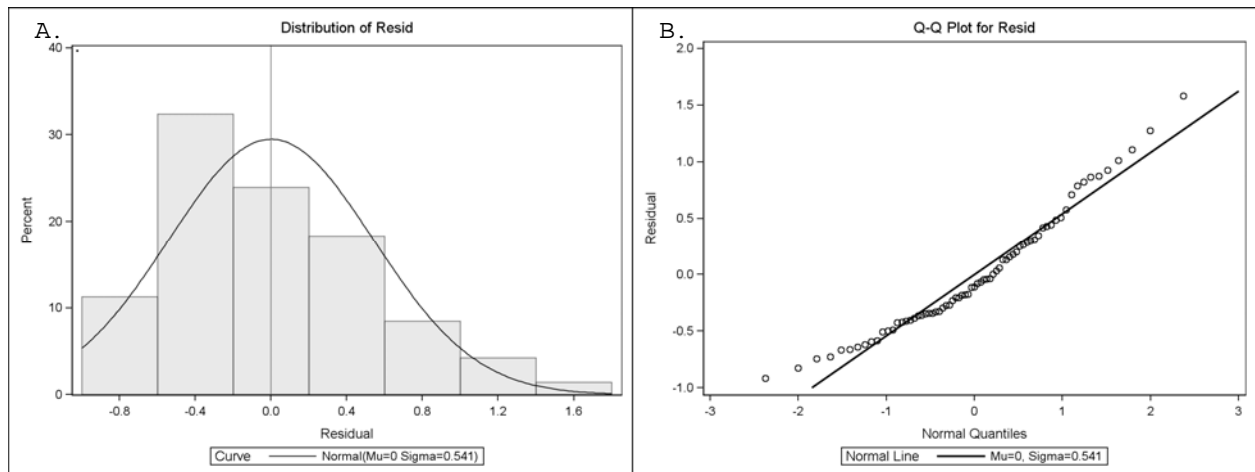 A.
Distribution of Resid
40
30
20
10
0
Percent
-0.8 -0.4 0.0 0.4 0.8 1.2 1.6
Residual
Curve Normal(Mu=0 Sigma=0.541)
B.
Q-Q Plot for Resid
2.0
1.5
1.0
0.5
0.0
-0.5
-1.0
Residual
-3 -2 -1 0 1 2 3
Normal Quantiles
Normal Line Mu=0, Sigma=0.541